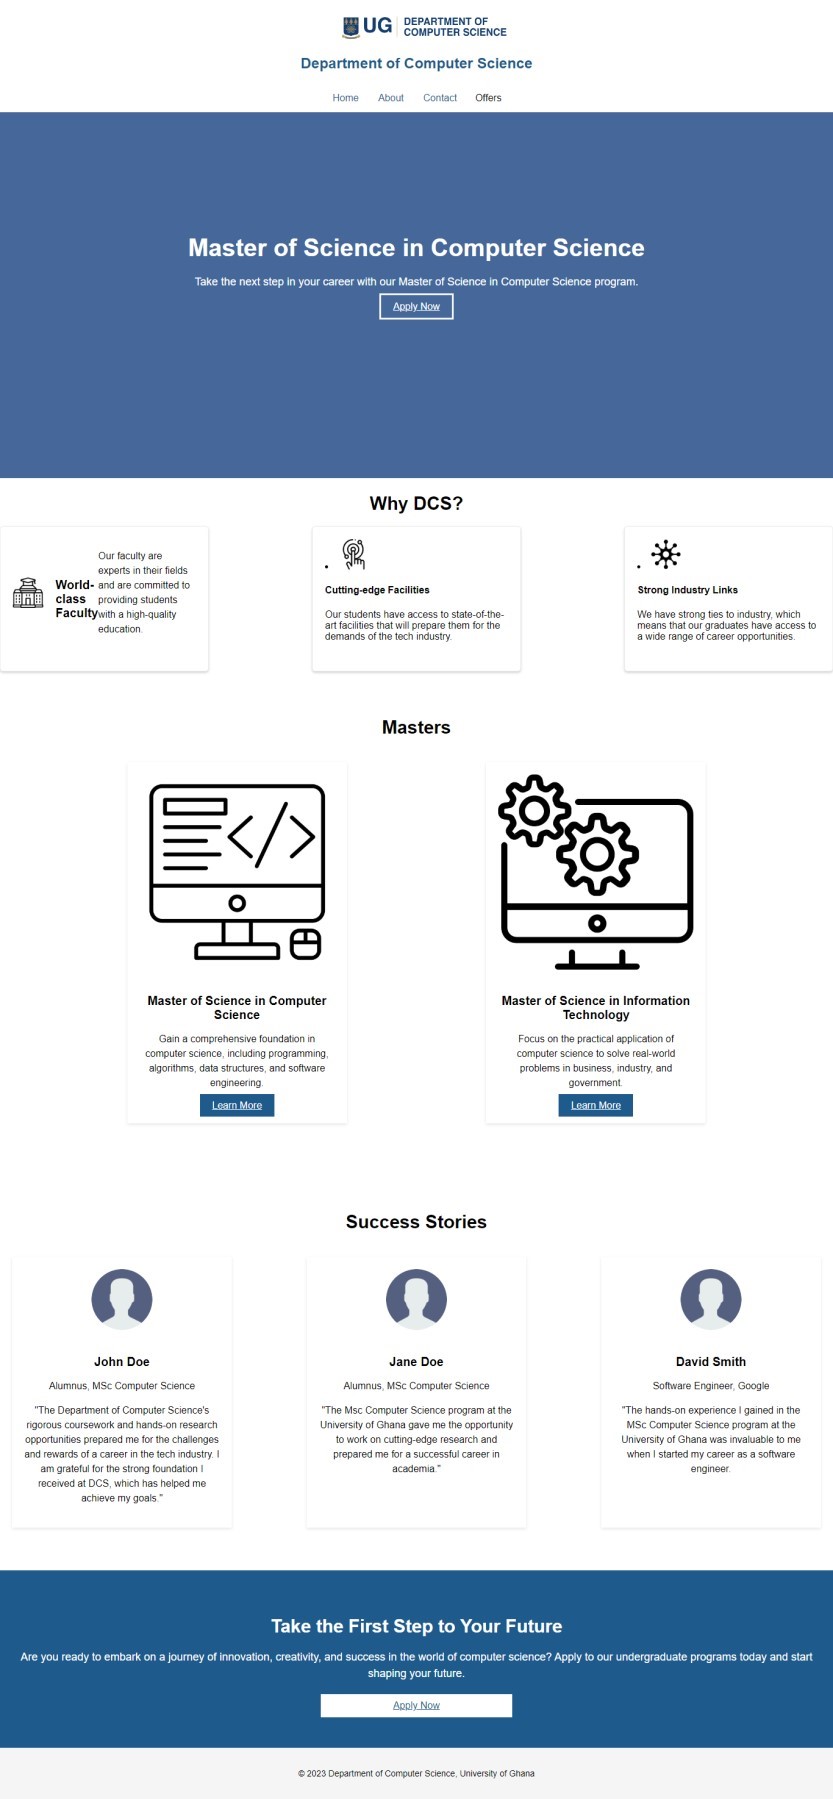 UG DEPARTMENT OF
COMPUTER SCIENCE
Department of Computer Science
Home About Contact Offers
Master of Science in Computer Science
Take the next step in your career with our Master of Science in Computer Science program.
Apply Now
Why DCS?
World-
class
Faculty
Our faculty are
experts in their fields
and are committed to
providing students
with a high-quality
education.
Cutting-edge Facilities
Our students have access to state-of-the-
art facilities that will prepare them for the
demands of the tech industry.
Strong Industry Links
We have strong ties to industry, which
means that our graduates have access to
a wide range of career opportunities.
Masters
Master of Science in Computer
Science
Gain a comprehensive foundation in
computer science, including programming,
algorithms, data structures, and software
engineering.
Learn More
Master of Science in Information
Technology
Focus on the practical application of
computer science to solve real-world
problems in business, industry, and
government.
Learn More
Success Stories
John Doe
Alumnus, MSc Computer Science
"The Department of Computer Science's
rigorous coursework and hands-on research
opportunities prepared me for the challenges
and rewards of a career in the tech industry. I
am grateful for the strong foundation I
received at DCS, which has helped me
achieve my goals."
Jane Doe
Alumnus, MSc Computer Science
"The Msc Computer Science program at the
University of Ghana gave me the opportunity
to work on cutting-edge research and
prepared me for a successful career in
academia."
David Smith
Software Engineer, Google
"The hands-on experience I gained in the
MSc Computer Science program at the
University of Ghana was invaluable to me
when I started my career as a software
engineer.
Take the First Step to Your Future
Are you ready to embark on a journey of innovation, creativity, and success in the world of computer science? Apply to our undergraduate programs today and start
shaping your future.
Apply Now
© 2023 Department of Computer Science, University of Ghana